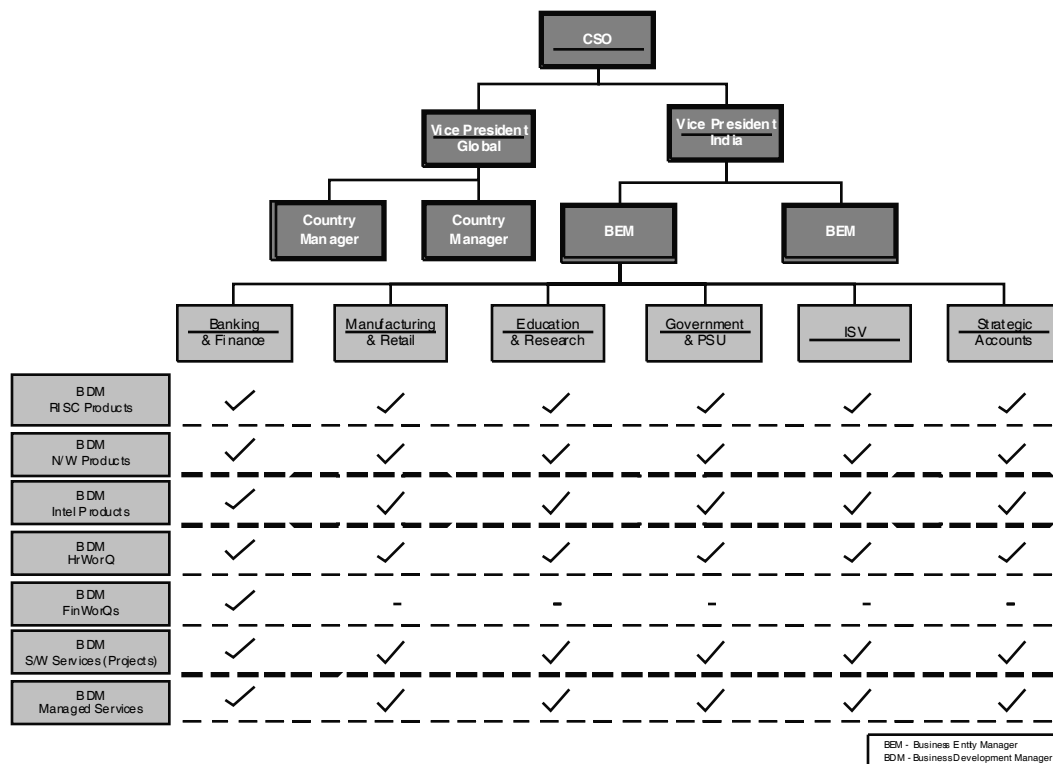 CSO
Vice President
Global
Vice President
India
Country
Manager
Country
Manager
BEM
BEM
Banking
& Finance
Manufacturing
& Retail
Education
& Research
Government
& PSU
ISV
Strategic
Accounts
BDM
RISC Products
BDM
N/W Products
BDM
Intel Products
BDM
HrWorQ
BDM
FinWorQs
- - - - -
BDM
S/W Services (Projects)
BDM
Managed Services
BEM - Business Entity Manager
BDM - Business Development Manager